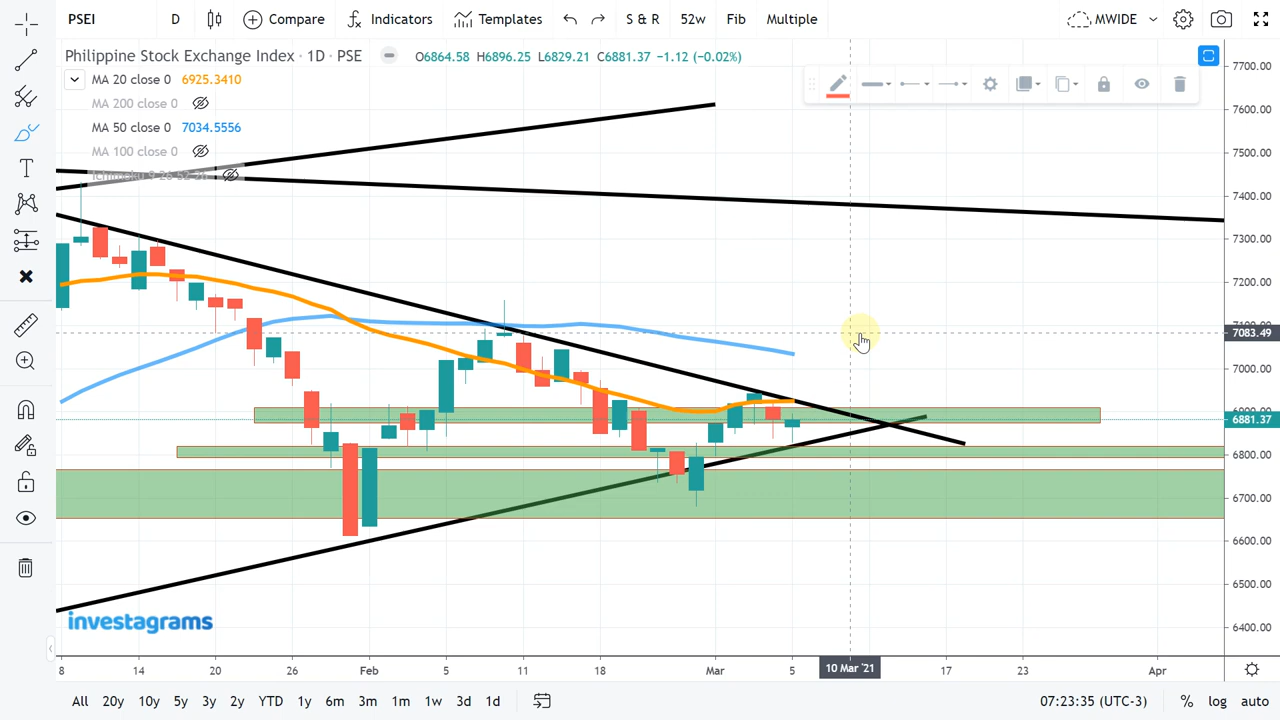 PSEI D Compare Indicators Templates S & R 52w Fib Multiple MWIDE
Philippine Stock Exchange Index · 1D · PSE O6864.58 H6896.25 L6829.21 C6881.37 −1.12 (−0.02%)
MA 20 close 0 6925.3410
MA 200 close 0
MA 50 close 0 7034.5556
MA 100 close 0
Ichimoku 9 26 52 26
7700.00
7600.00
7500.00
7400.00
7300.00
7200.00
7083.49
7000.00
6881.37
6800.00
6700.00
6600.00
6500.00
6400.00
investagrams
8 14 20 26 Feb 5 11 18 Mar 5 10 Mar '21 17 23 Apr
All 20y 10y 5y 3y 2y YTD 1y 6m 3m 1m 1w 3d 1d 07:23:35 (UTC-3) % log auto